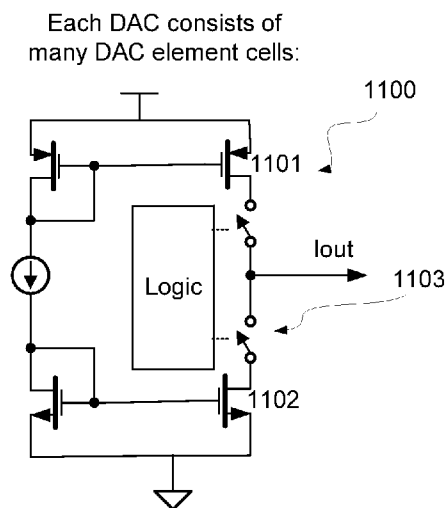 Each DAC consists of
many DAC element cells:
1100
1101
Iout
1103
Logic
1102